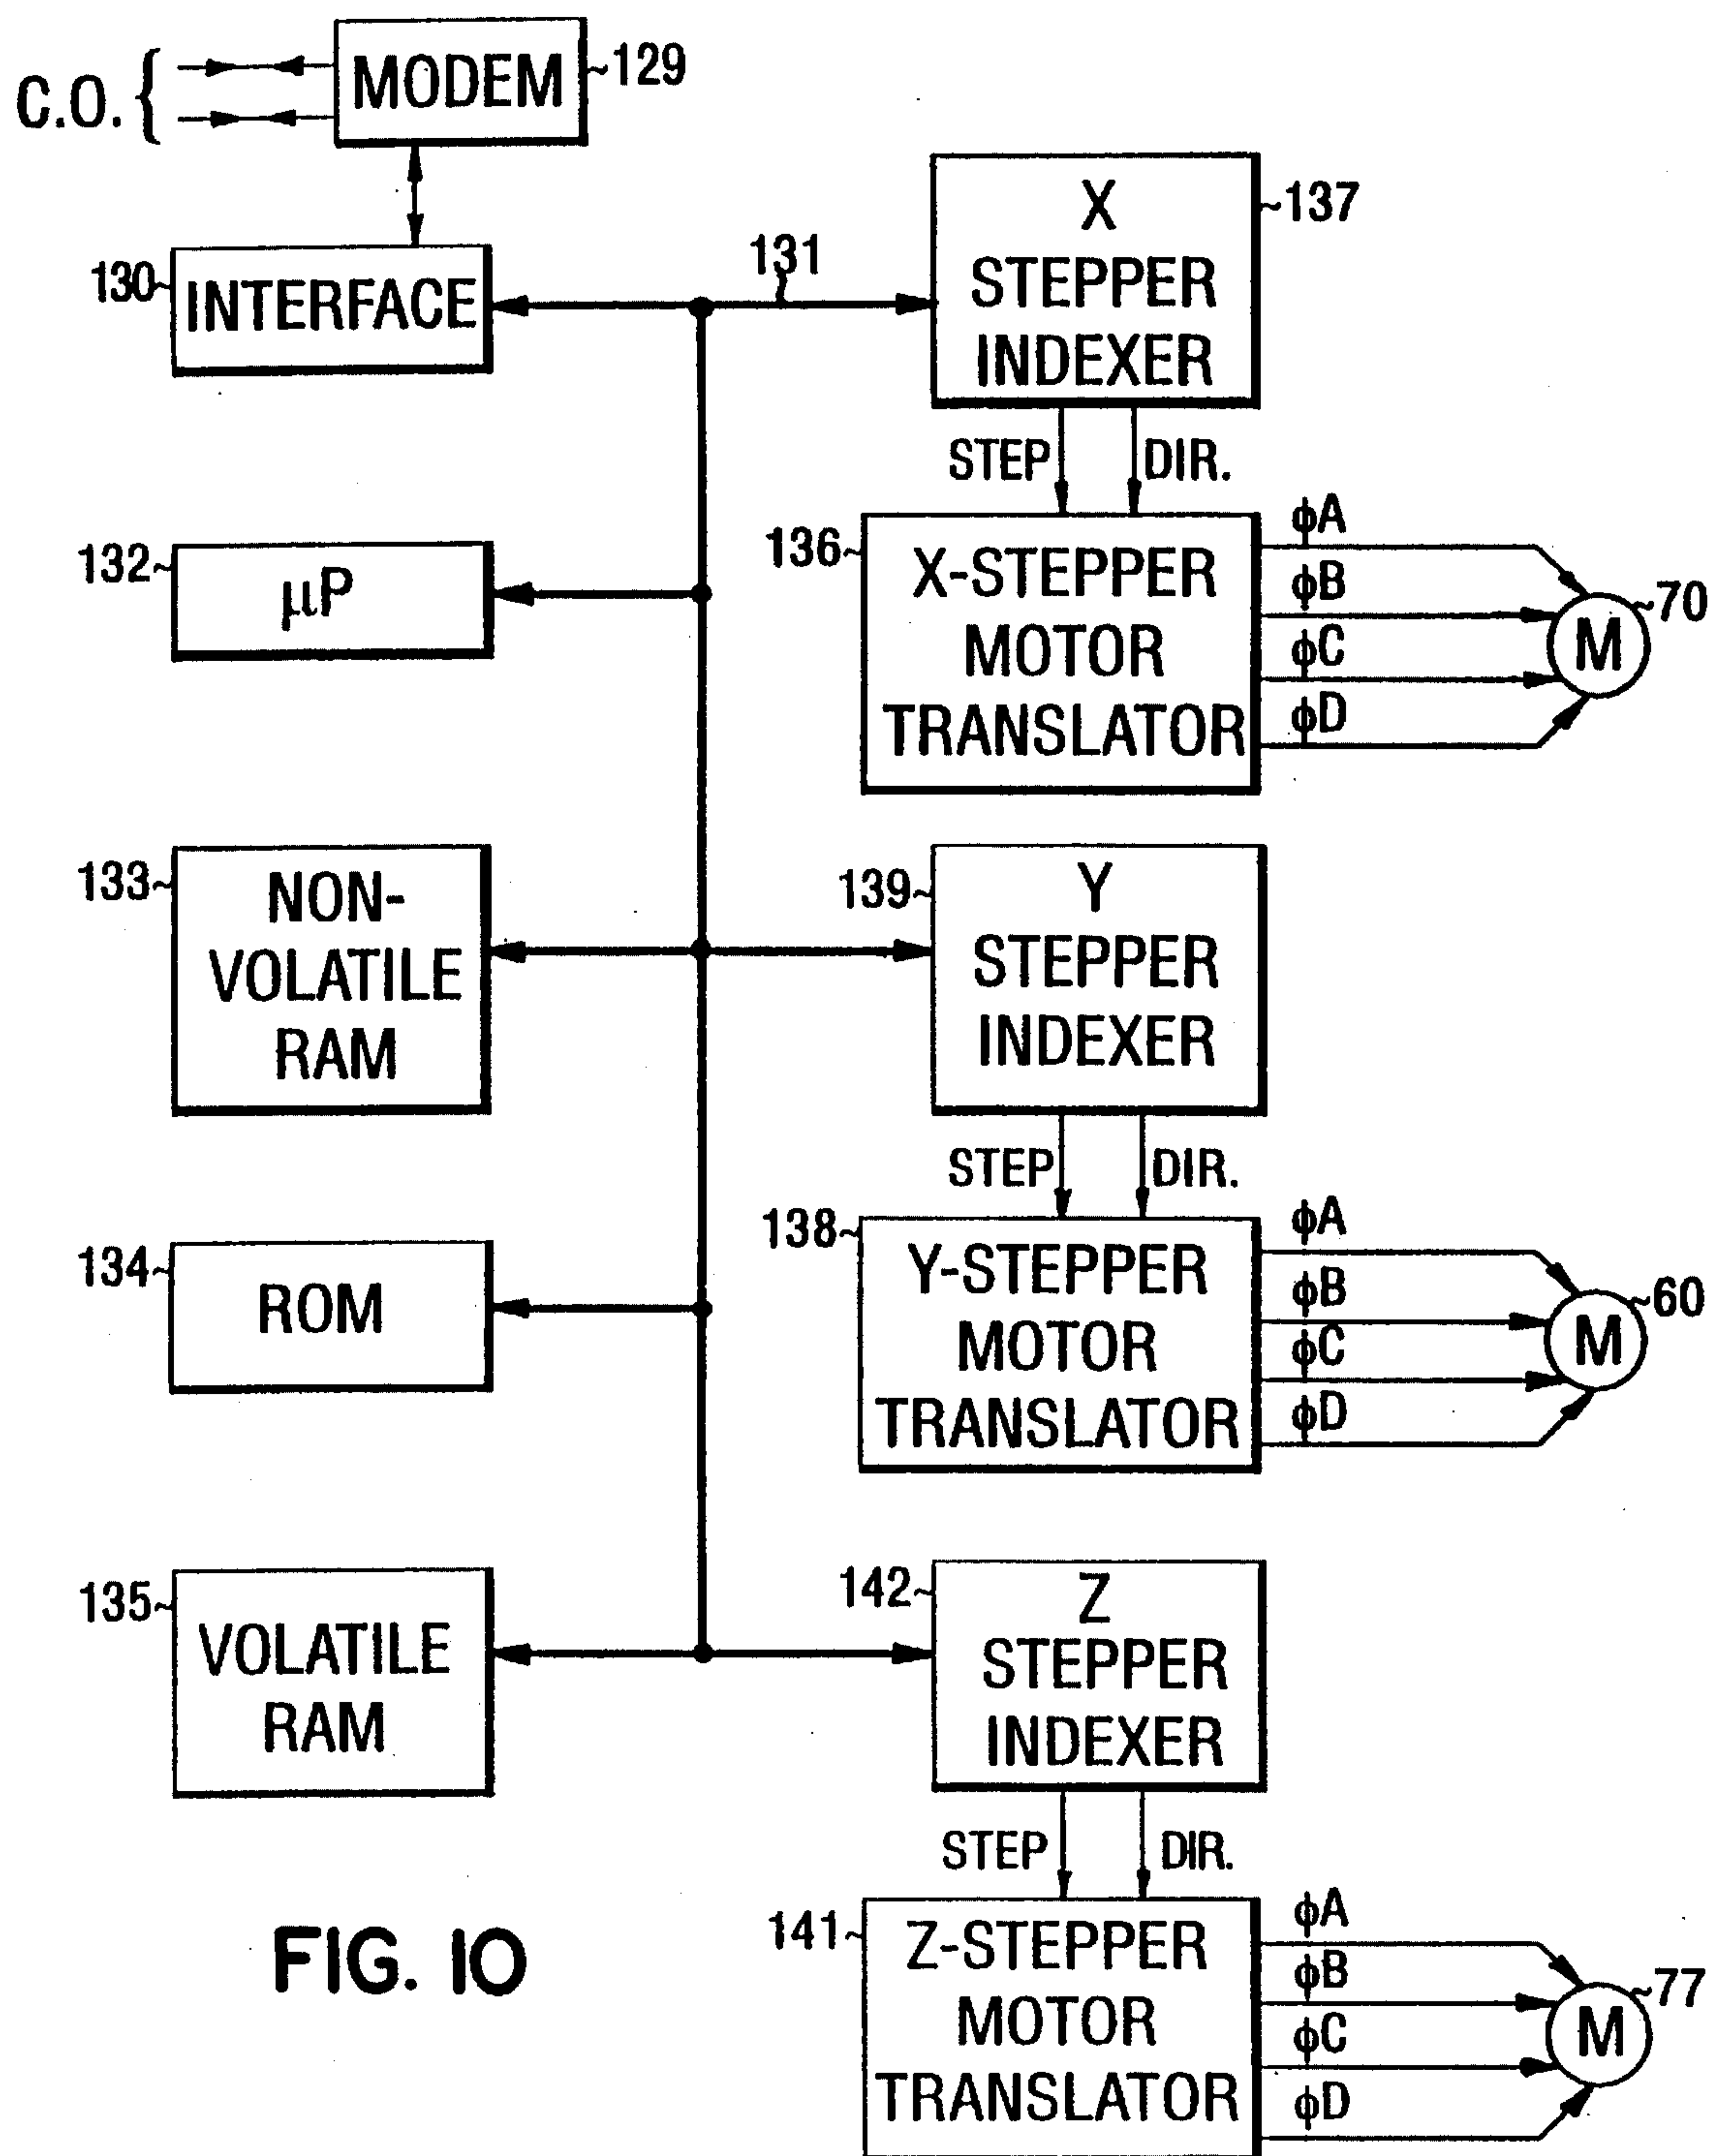 C.O.
MODEM
129
130
INTERFACE
131
X
STEPPER
INDEXER
137
STEP
DIR.
132
μP
136
X-STEPPER
MOTOR
TRANSLATOR
ϕA
ϕB
ϕC
ϕD
M
70
133
NON-
VOLATILE
RAM
139
Y
STEPPER
INDEXER
STEP
DIR.
134
ROM
138
Y-STEPPER
MOTOR
TRANSLATOR
ϕA
ϕB
ϕC
ϕD
M
60
135
VOLATILE
RAM
142
Z
STEPPER
INDEXER
STEP
DIR.
141
Z-STEPPER
MOTOR
TRANSLATOR
ϕA
ϕB
ϕC
ϕD
M
77
FIG. 10